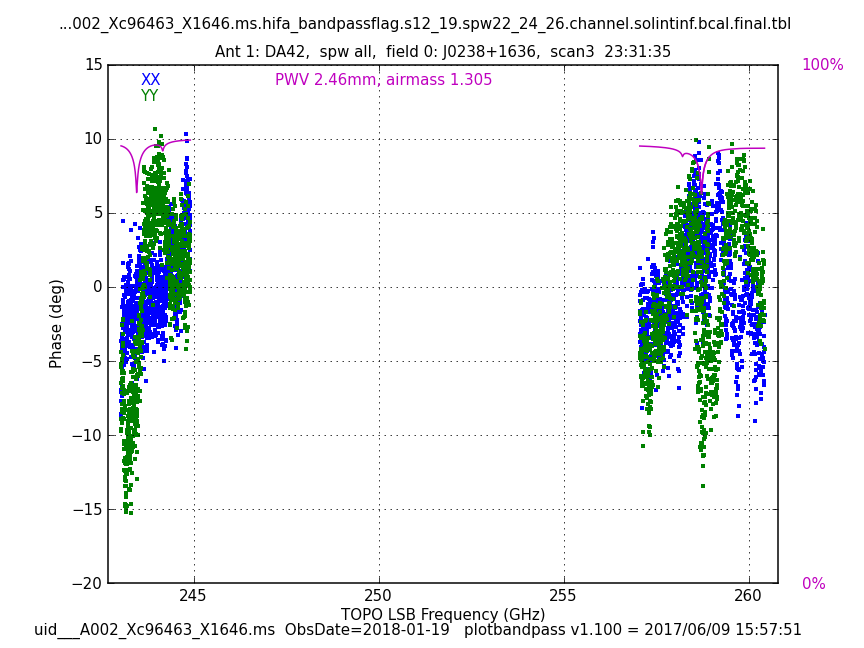 ...002_Xc96463_X1646.ms.hifa_bandpassflag.s12_19.spw22_24_26.channel.solintinf.bcal.final.tbl
Ant 1: DA42,  spw all,  field 0: J0238+1636,  scan3  23:31:35
XX
YY
PWV 2.46mm, airmass 1.305
100%
0%
15
10
5
0
−5
−10
−15
−20
Phase (deg)
245
250
255
260
TOPO LSB Frequency (GHz)
uid___A002_Xc96463_X1646.ms  ObsDate=2018-01-19   plotbandpass v1.100 = 2017/06/09 15:57:51